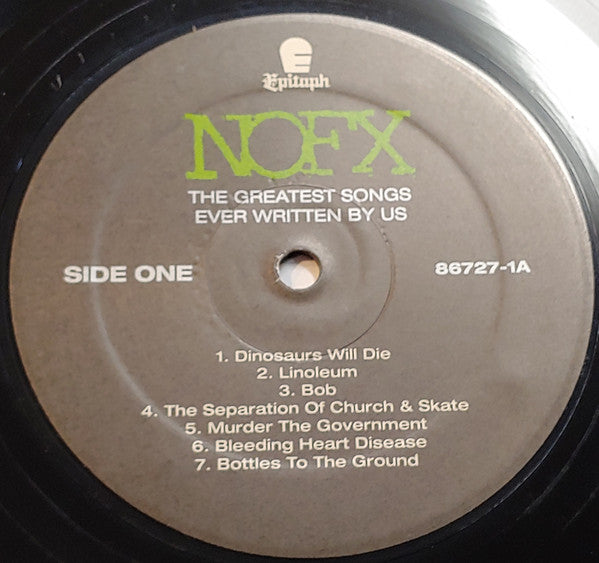 E
Epitaph
NOFX
THE GREATEST SONGS
EVER WRITTEN BY US
SIDE ONE
86727-1A
1. Dinosaurs Will Die
2. Linoleum
3. Bob
4. The Separation Of Church & Skate
5. Murder The Government
6. Bleeding Heart Disease
7. Bottles To The Ground